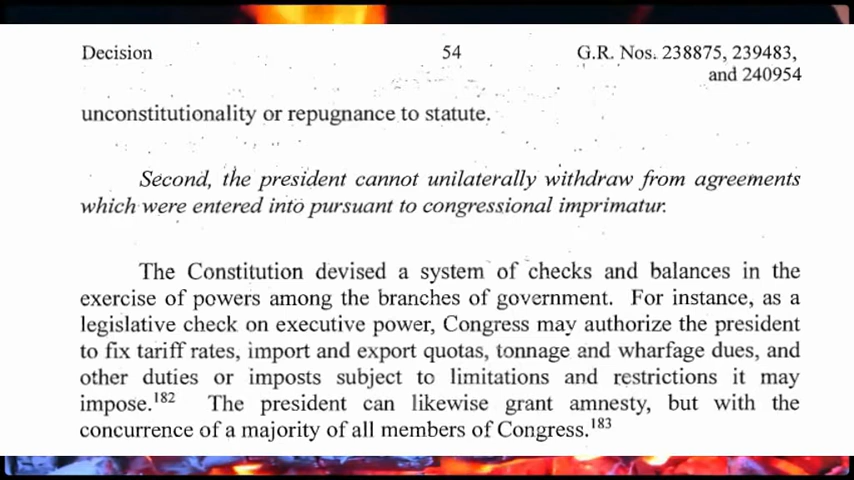 Decision 54 G.R. Nos. 238875, 239483,
and 240954
unconstitutionality or repugnance to statute.
Second, the president cannot unilaterally withdraw from agreements
which were entered into pursuant to congressional imprimatur.
The Constitution devised a system of checks and balances in the
exercise of powers among the branches of government. For instance, as a
legislative check on executive power, Congress may authorize the president
to fix tariff rates, import and export quotas, tonnage and wharfage dues, and
other duties or imposts subject to limitations and restrictions it may
impose.182 The president can likewise grant amnesty, but with the
concurrence of a majority of all members of Congress.183